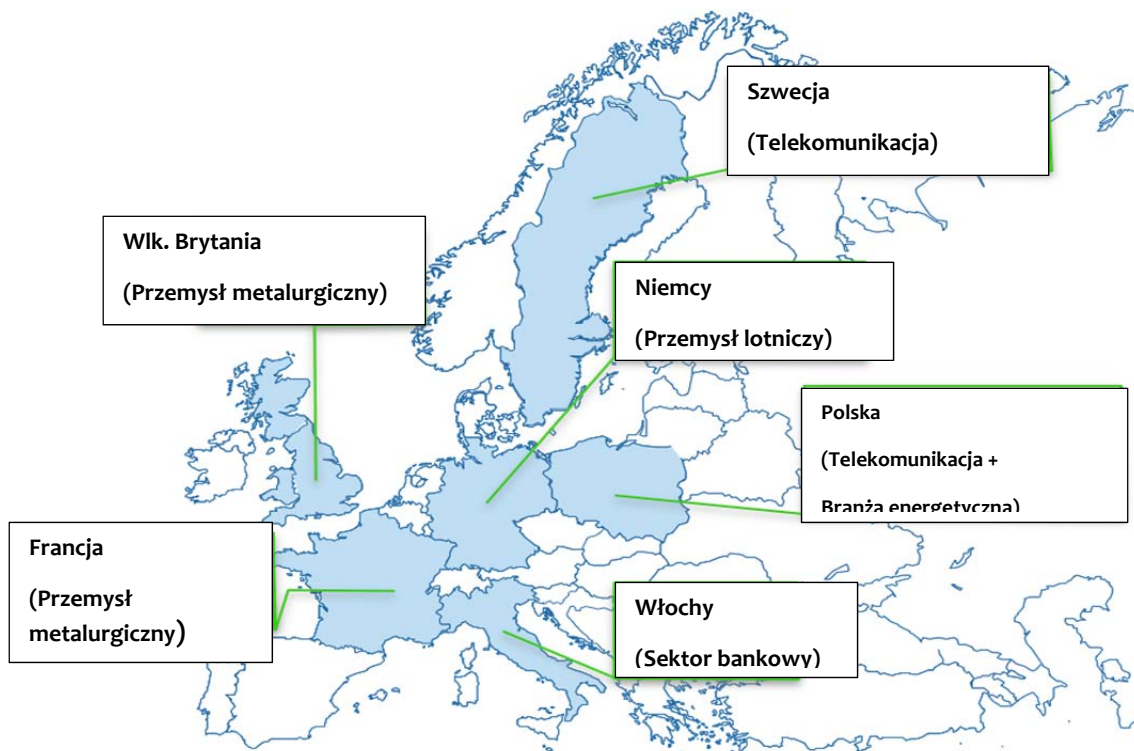 Szwecja
(Telekomunikacja)
Wlk. Brytania
(Przemysł metalurgiczny)
Niemcy
(Przemysł lotniczy)
Polska
(Telekomunikacja +
Branża energetyczna)
Francja
(Przemysł
metalurgiczny)
Włochy
(Sektor bankowy)